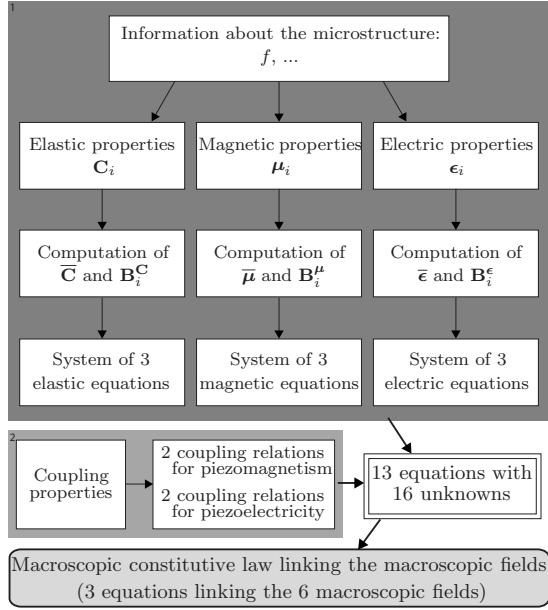 1
Information about the microstructure:
f, ...
Elastic properties
C_i
Magnetic properties
μ_i
Electric properties
ϵ_i
Computation of
C̅ and B_i^C
Computation of
μ̅ and B_i^μ
Computation of
ϵ̅ and B_i^ϵ
System of 3
elastic equations
System of 3
magnetic equations
System of 3
electric equations
2
Coupling
properties
2 coupling relations
for piezomagnetism
2 coupling relations
for piezoelectricity
13 equations with
16 unknowns
Macroscopic constitutive law linking the macroscopic fields
(3 equations linking the 6 macroscopic fields)